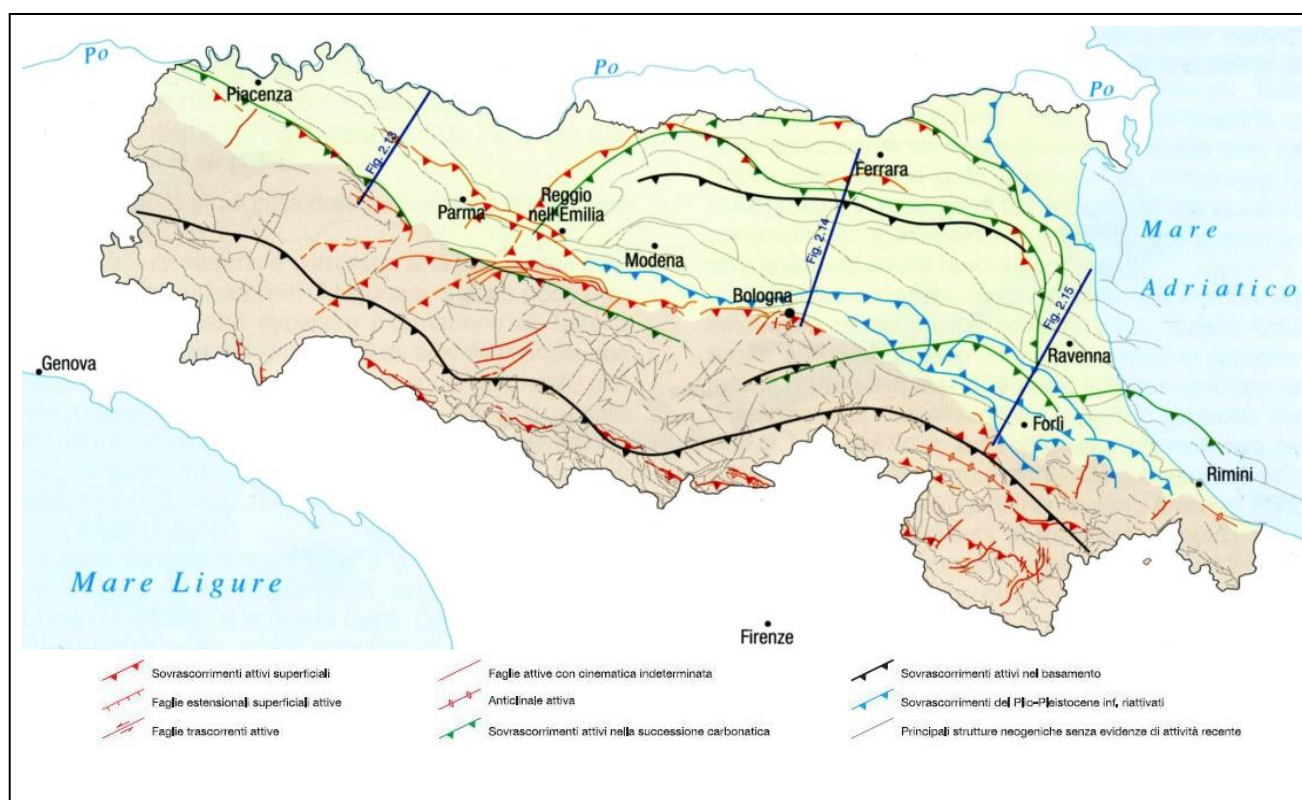 Po
Po
Po
Piacenza
Fig. 2.13
Ferrara
Parma
Reggio
nell'Emilia
Modena
Fig. 2.14
Mare
Adriatico
Bologna
Fig. 2.15
Ravenna
Genova
Forlì
Rimini
Mare Ligure
Firenze
Sovrascorrimenti attivi superficiali
Faglie estensionali superficiali attive
Faglie trascorrenti attive
Faglie attive con cinematica indeterminata
Anticlinale attiva
Sovrascorrimenti attivi nella successione carbonatica
Sovrascorrimenti attivi nel basamento
Sovrascorrimenti del Plio-Pleistocene inf. riattivati
Principali strutture neogeniche senza evidenze di attività recente